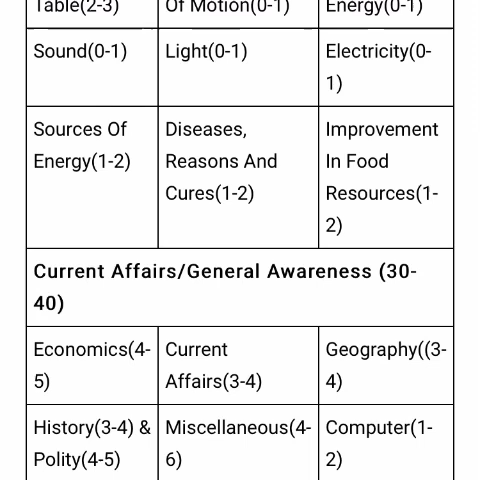 Table(2-3)
Of Motion(0-1)
Energy(0-1)
Sound(0-1)
Light(0-1)
Electricity(0-
1)
Sources Of
Energy(1-2)
Diseases,
Reasons And
Cures(1-2)
Improvement
In Food
Resources(1-
2)
Current Affairs/General Awareness (30-
40)
Economics(4-
5)
Current
Affairs(3-4)
Geography((3-
4)
History(3-4) &
Polity(4-5)
Miscellaneous(4-
6)
Computer(1-
2)